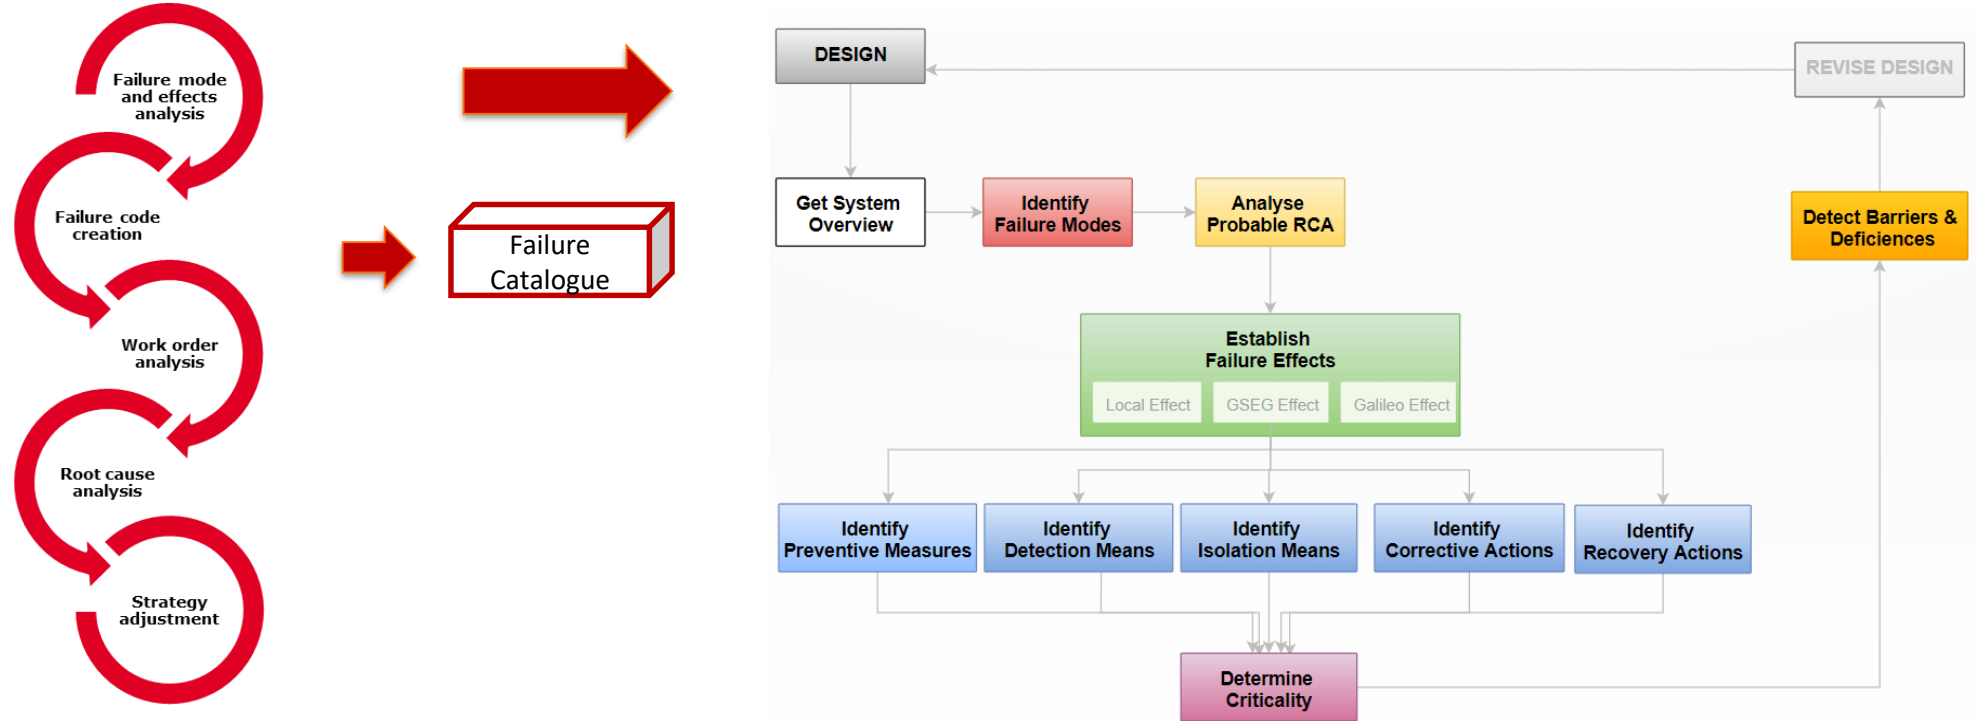 Failure mode
and effects
analysis
Failure code
creation
Work order
analysis
Root cause
analysis
Strategy
adjustment
Failure
Catalogue
DESIGN
REVISE DESIGN
Get System
Overview
Identify
Failure Modes
Analyse
Probable RCA
Detect Barriers &
Deficiences
Establish
Failure Effects
Local Effect
GSEG Effect
Galileo Effect
Identify
Preventive Measures
Identify
Detection Means
Identify
Isolation Means
Identify
Corrective Actions
Identify
Recovery Actions
Determine
Criticality